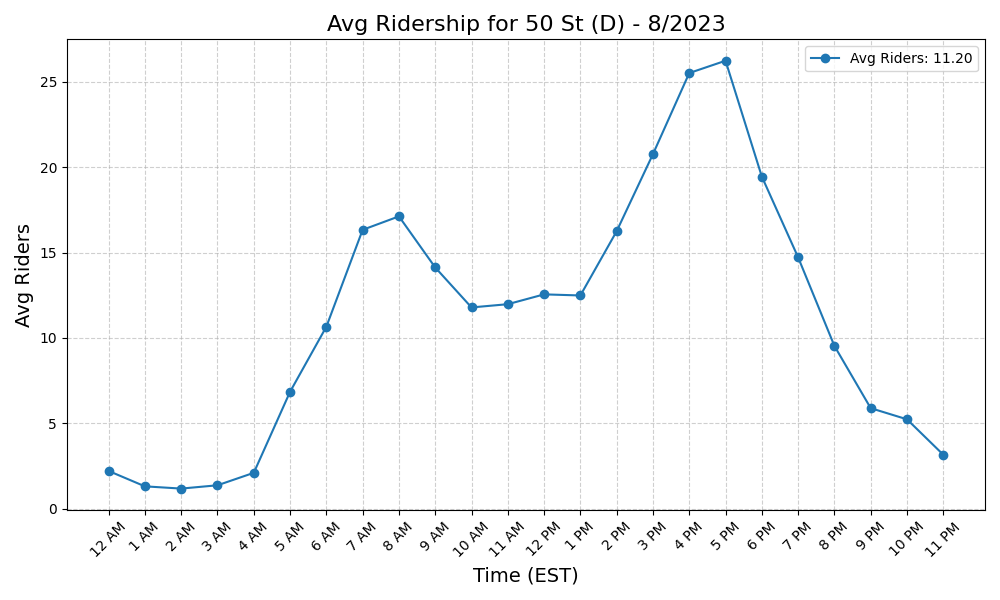 Avg Ridership for 50 St (D) - 8/2023
Avg Riders: 11.20
25
20
15
10
5
0
Avg Riders
12 AM
1 AM
2 AM
3 AM
4 AM
5 AM
6 AM
7 AM
8 AM
9 AM
10 AM
11 AM
12 PM
1 PM
2 PM
3 PM
4 PM
5 PM
6 PM
7 PM
8 PM
9 PM
10 PM
11 PM
Time (EST)